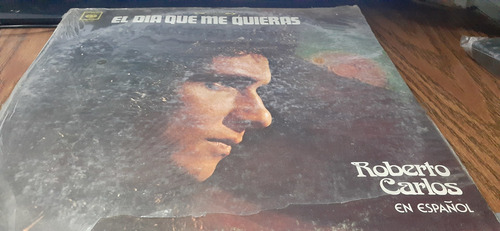 EL DIA QUE ME QUIERAS
Roberto
Carlos
EN ESPAÑOL